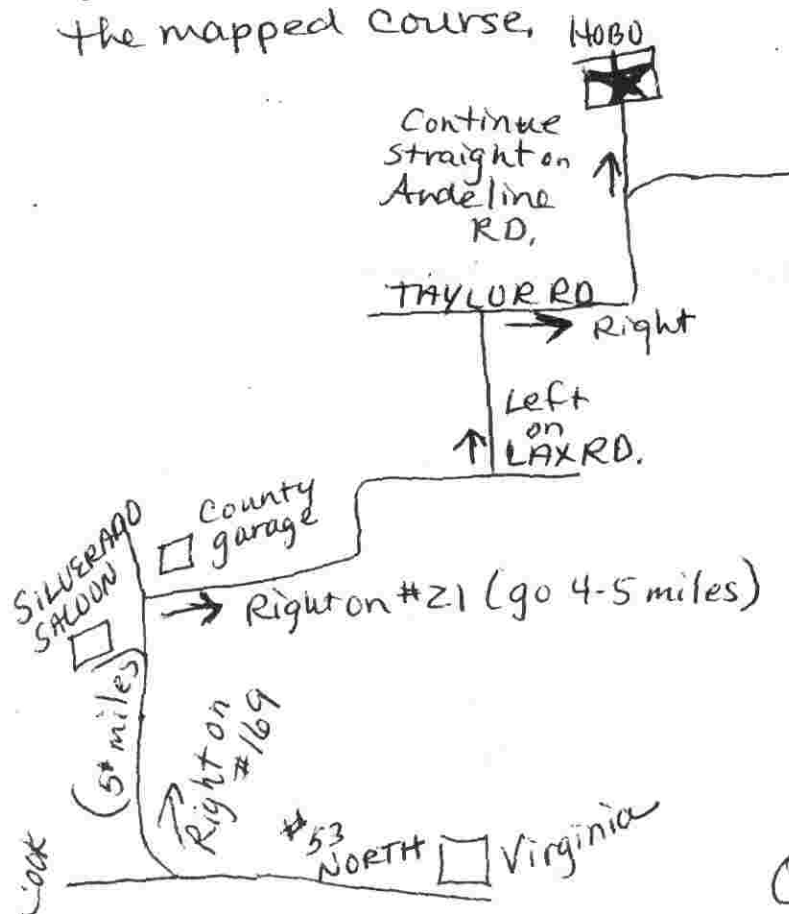 the mapped course.
HOBO
Continue
straight on
Andeline
RD.
TAYLOR RD
Right
Left
on
LAX RD.
County
garage
SILVERADO
SALOON
Right on #21 (go 4-5 miles)
(5+ miles)
Right on
#169
#53
NORTH
Virginia
COOK